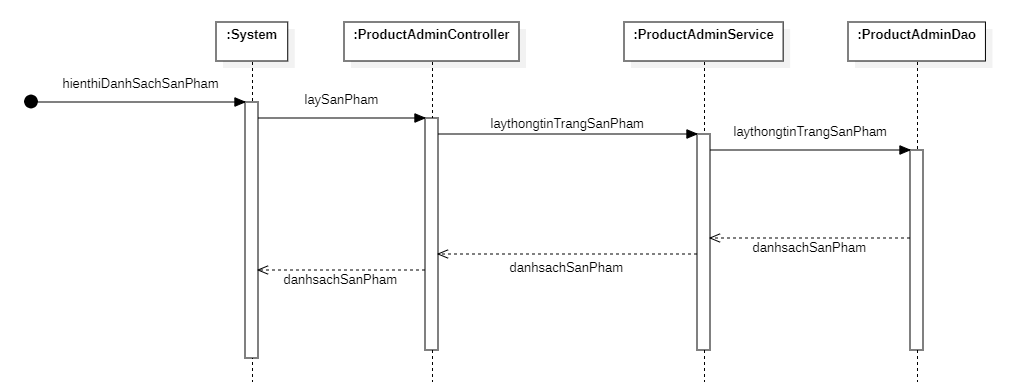 :System
:ProductAdminController
:ProductAdminService
:ProductAdminDao
hienthiDanhSachSanPham
laySanPham
laythongtinTrangSanPham
laythongtinTrangSanPham
danhsachSanPham
danhsachSanPham
danhsachSanPham